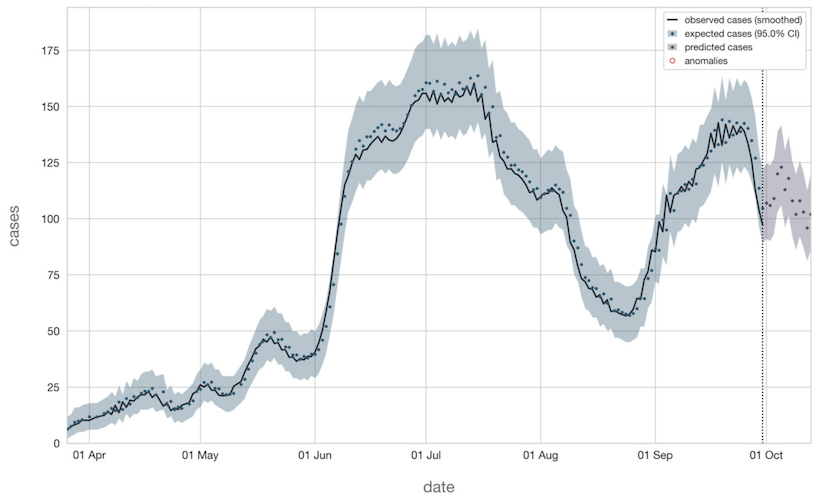 observed cases (smoothed)
expected cases (95.0% CI)
predicted cases
anomalies
175
150
125
100
75
50
25
0
cases
01 Apr
01 May
01 Jun
01 Jul
01 Aug
01 Sep
01 Oct
date